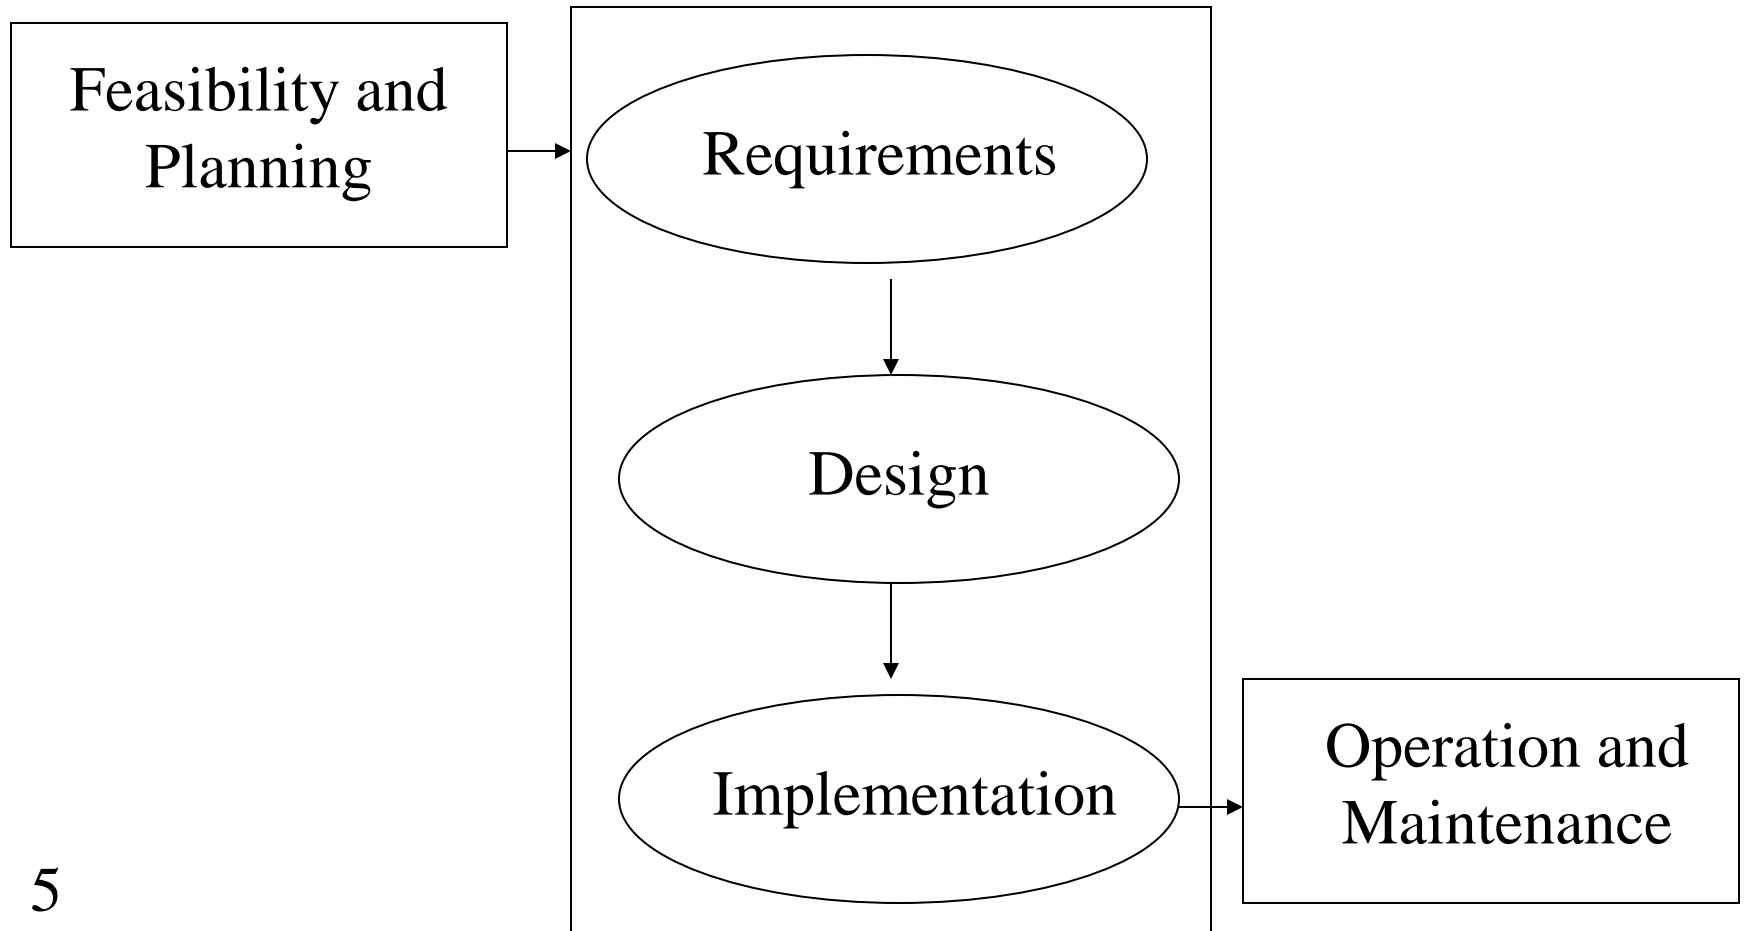 Feasibility and
Planning
Requirements
Design
Implementation
Operation and
Maintenance
5